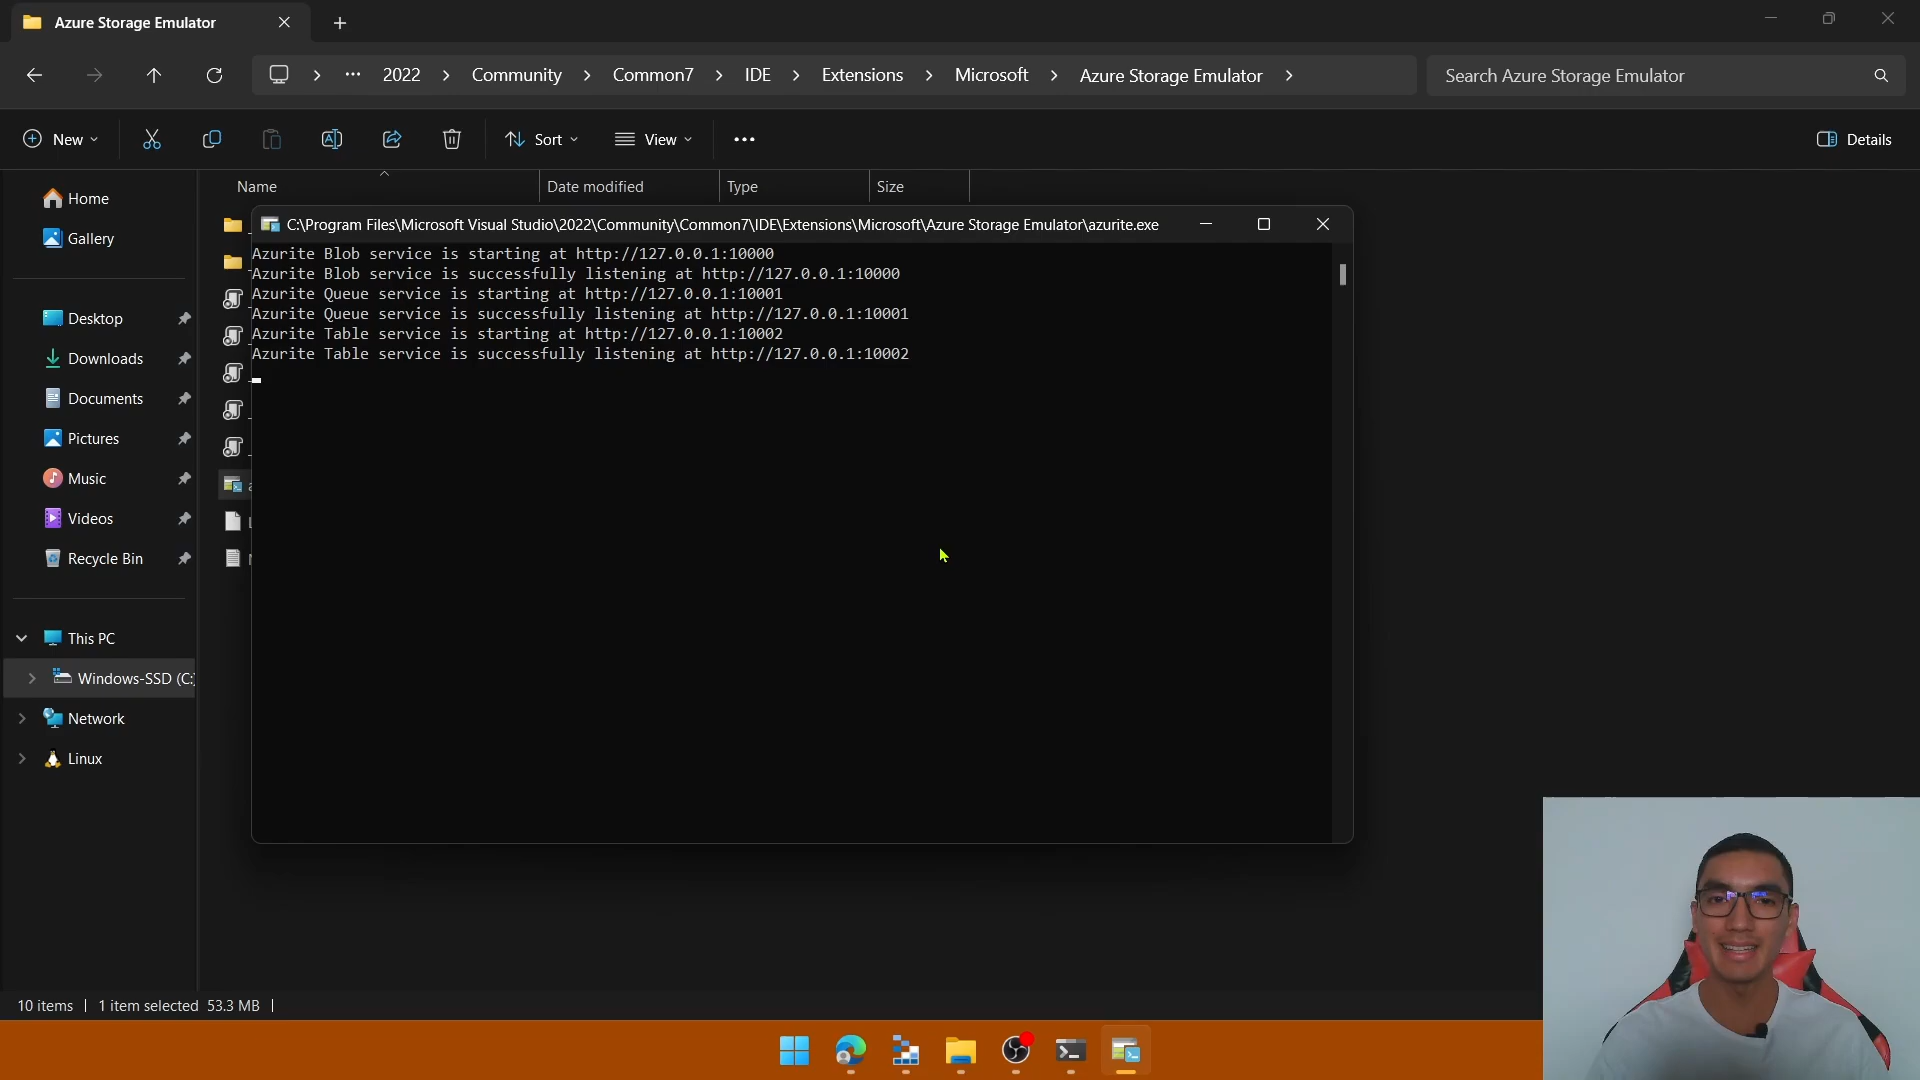 Azure Storage Emulator
2022
Community
Common7
IDE
Extensions
Microsoft
Azure Storage Emulator
Search Azure Storage Emulator
New
Sort
View
Details
Name
Date modified
Type
Size
Home
Gallery
Desktop
Downloads
Documents
Pictures
Music
Videos
Recycle Bin
This PC
Windows-SSD (C:)
Network
Linux
C:\Program Files\Microsoft Visual Studio\2022\Community\Common7\IDE\Extensions\Microsoft\Azure Storage Emulator\azurite.exe
Azurite Blob service is starting at http://127.0.0.1:10000
Azurite Blob service is successfully listening at http://127.0.0.1:10000
Azurite Queue service is starting at http://127.0.0.1:10001
Azurite Queue service is successfully listening at http://127.0.0.1:10001
Azurite Table service is starting at http://127.0.0.1:10002
Azurite Table service is successfully listening at http://127.0.0.1:10002
10 items
1 item selected 53.3 MB